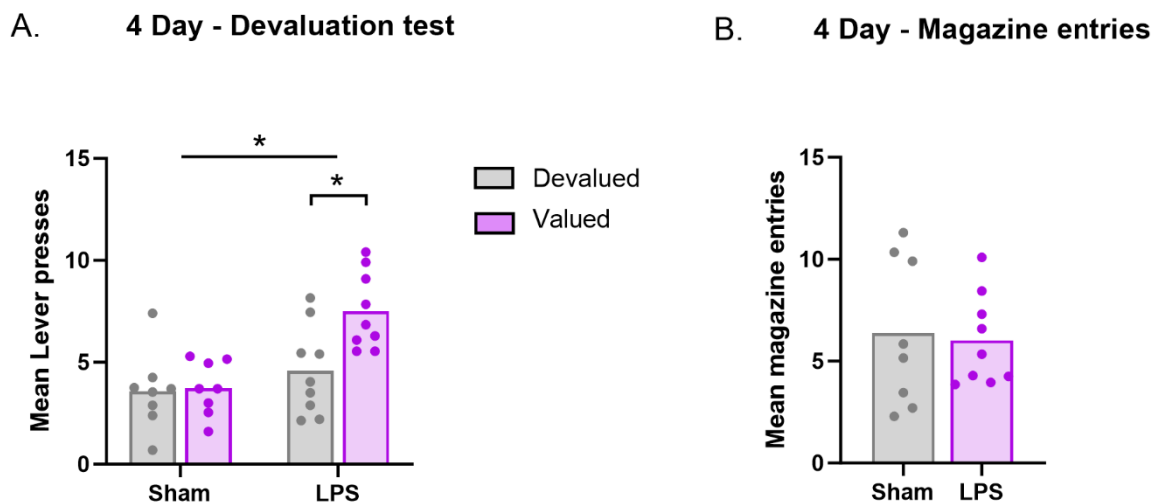 A. 4 Day - Devaluation test
*
*
15
10
5
0
Mean Lever presses
Sham LPS
Devalued
Valued
B. 4 Day - Magazine entries
15
10
5
0
Mean magazine entries
Sham LPS